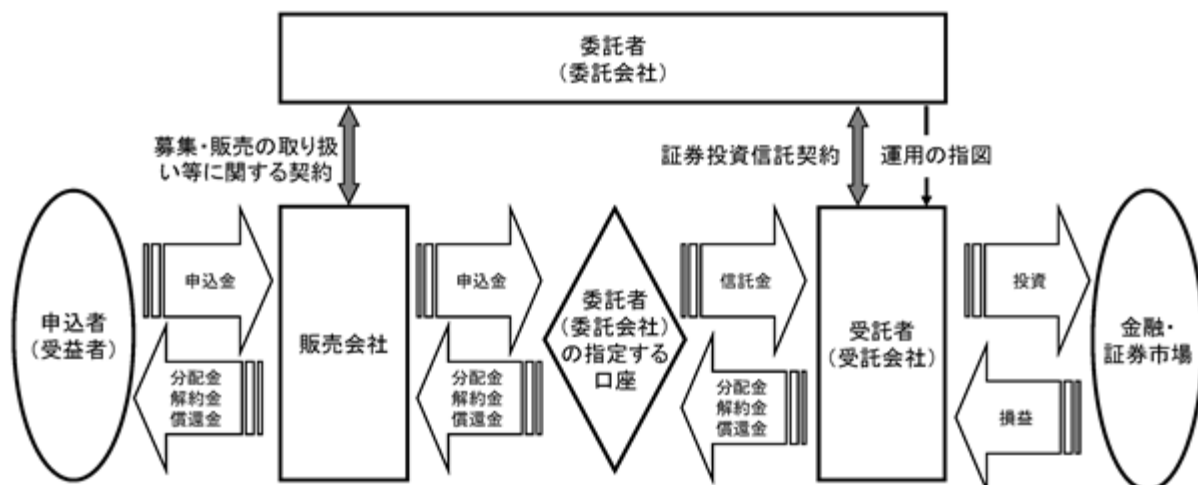 委託者
(委託会社)
募集・販売の取り扱
い等に関する契約
証券投資信託契約
運用の指図
申込者
(受益者)
申込金
分配金
解約金
償還金
販売会社
申込金
分配金
解約金
償還金
委託者
(委託会社)
の指定する
口座
信託金
分配金
解約金
償還金
受託者
(受託会社)
投資
損益
金融・
証券市場